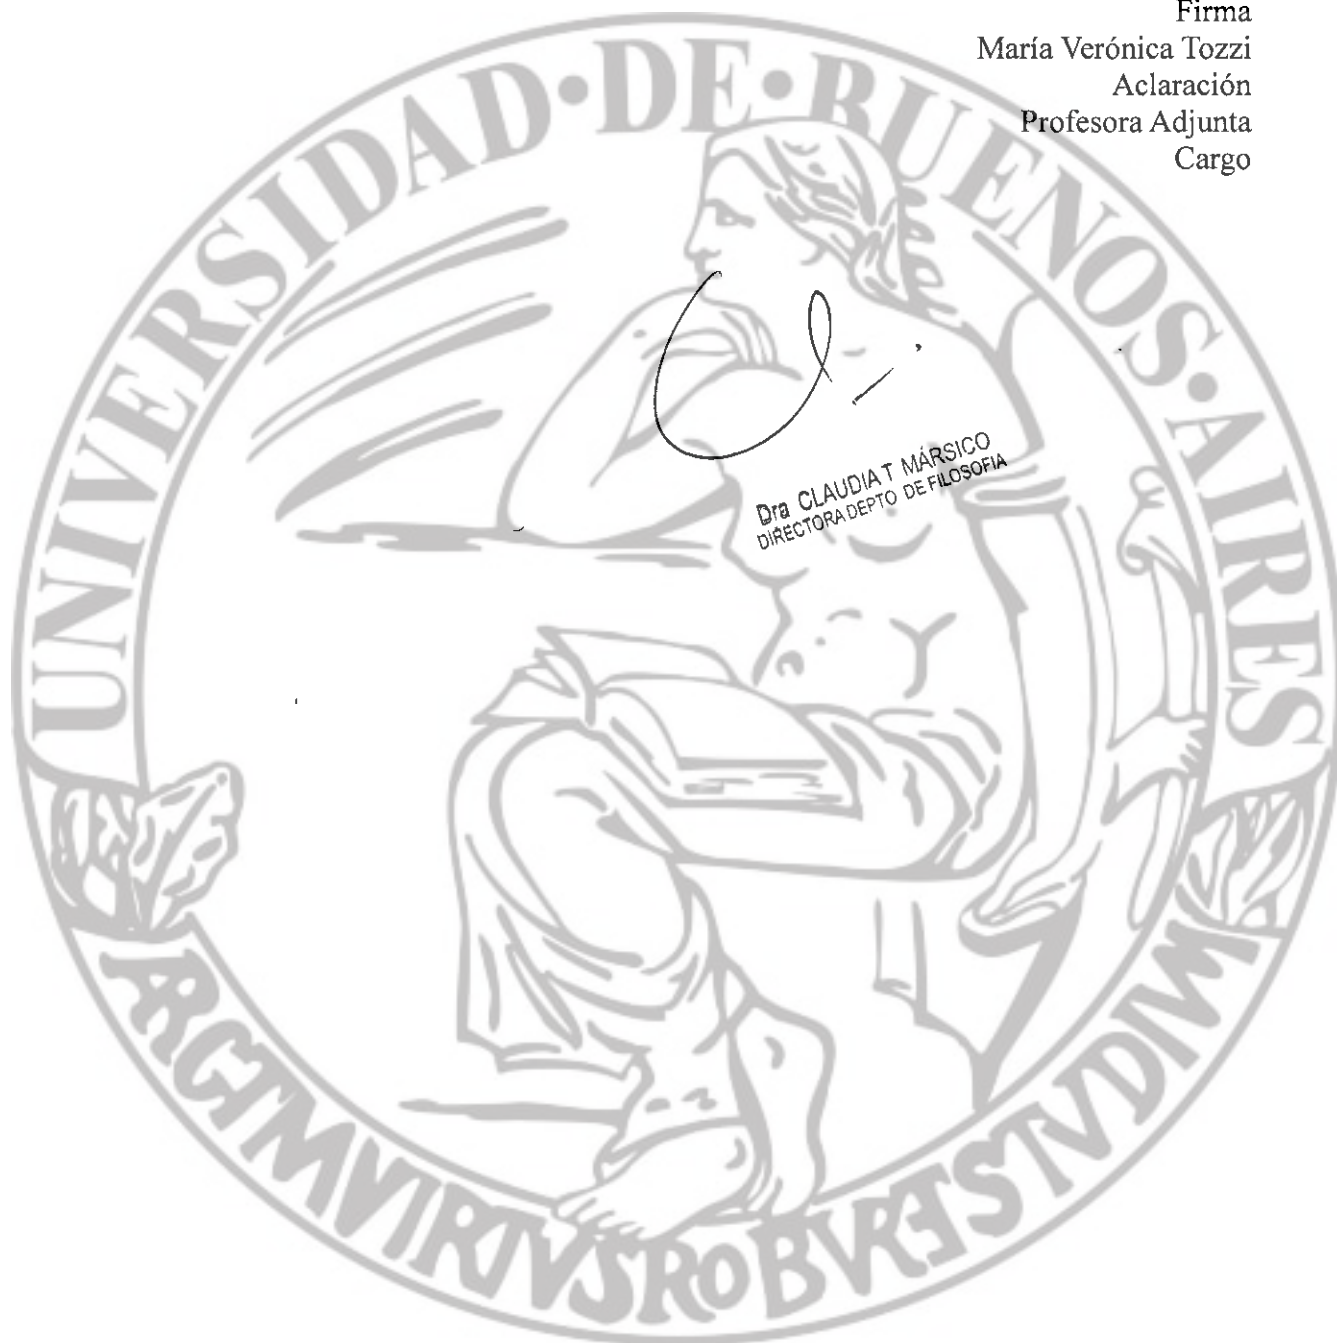 Firma
María Verónica Tozzi
Aclaración
Profesora Adjunta
Cargo
UNIVERSIDAD•DE•BUENOS•AIRES
Dra CLAUDIA T MÁRSICO
DIRECTORA DEPTO DE FILOSOFIA
ARGTMVIRTVSROBVRESTVDIVM